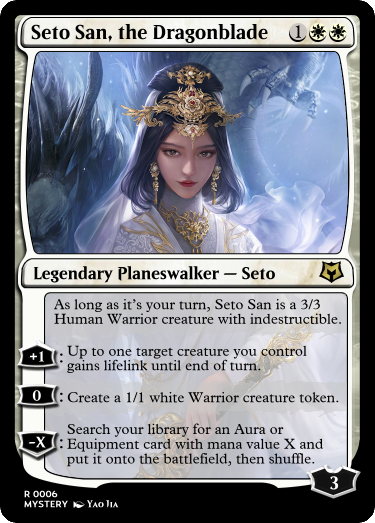 Seto San, the Dragonblade 1
Legendary Planeswalker — Seto
As long as it's your turn, Seto San is a 3/3
Human Warrior creature with indestructible.
+1: Up to one target creature you control
gains lifelink until end of turn.
0: Create a 1/1 white Warrior creature token.
Search your library for an Aura or
-X: Equipment card with mana value X and
put it onto the battlefield, then shuffle.
3
R 0006
MYSTERY Yao Jia